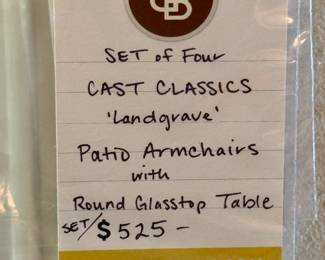 SET of Four
CAST CLASSICS
'Landgrave'
Patio Armchairs
with
Round Glasstop Table
SET/$525-